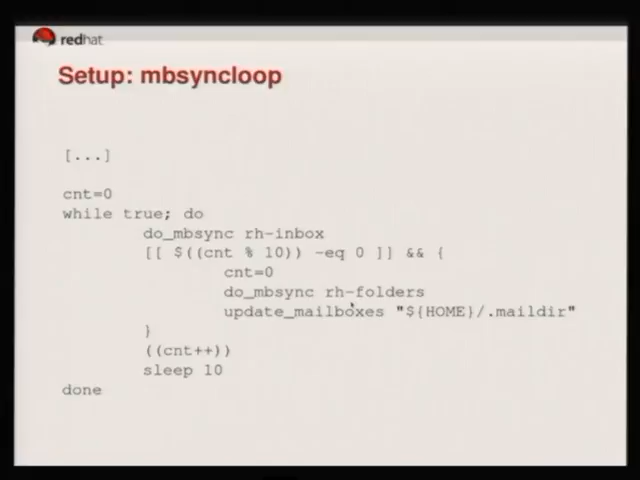 redhat
Setup: mbsyncloop
[...]
cnt=0
while true; do
do_mbsync rh-inbox
[[ $((cnt % 10)) -eq 0 ]] && {
cnt=0
do_mbsync rh-folders
update_mailboxes "${HOME}/.maildir"
}
((cnt++))
sleep 10
done